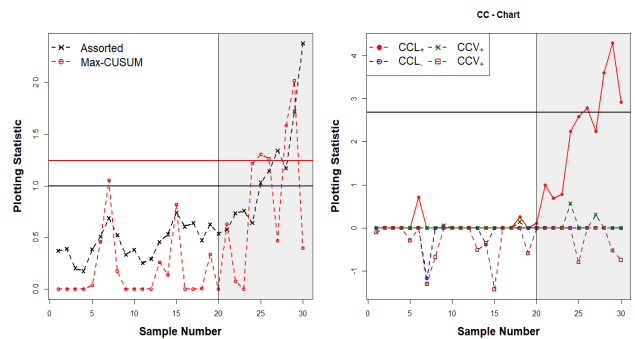 CC - Chart
Assorted
Max-CUSUM
Plotting Statistic
0.0
0.5
1.0
1.5
2.0
0
5
10
15
20
25
30
Sample Number
CCL+
CCL-
CCV+
CCV+
Plotting Statistic
-1
0
1
2
3
4
0
5
10
15
20
25
30
Sample Number